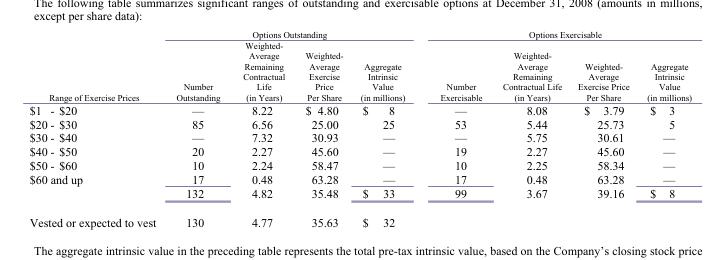 The following table summarizes significant ranges of outstanding and exercisable options at December 31, 2008 (amounts in millions,
except per share data):
Options Outstanding Options Exercisable
Weighted- Weighted-
Average Weighted- Average Weighted-
Remaining Average Aggregate Remaining Average Aggregate
Contractual Exercise Intrinsic Contractual Exercise Intrinsic
Number Life Price Value Number Life (in Years) Price Per Share Value
Range of Exercise Prices Outstanding (in Years) Per Share (in millions) Exercisable (in millions)
$1 - $20 — 8.22 $ 4.80 $ 8 — 8.08 $ 3.79 $ 3
$20 - $30 85 6.56 25.00 25 53 5.44 25.73 5
$30 - $40 — 7.32 30.93 — — 5.75 30.61 —
$40 - $50 20 2.27 45.60 — 19 2.27 45.60 —
$50 - $60 10 2.24 58.47 — 10 2.25 58.34 —
$60 and up 17 0.48 63.28 — 17 0.48 63.28 —
132 4.82 35.48 $ 33 99 3.67 39.16 $ 8
Vested or expected to vest 130 4.77 35.63 $ 32
The aggregate intrinsic value in the preceding table represents the total pre-tax intrinsic value, based on the Company's closing stock price